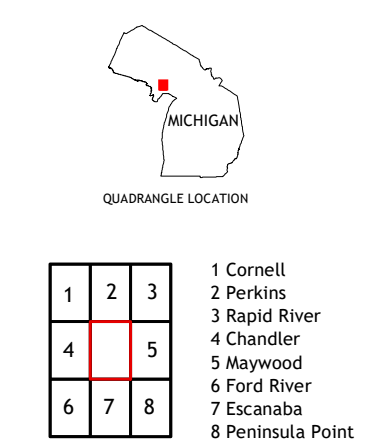 MICHIGAN
QUADRANGLE LOCATION
1 2 3
4 5
6 7 8
1 Cornell
2 Perkins
3 Rapid River
4 Chandler
5 Maywood
6 Ford River
7 Escanaba
8 Peninsula Point